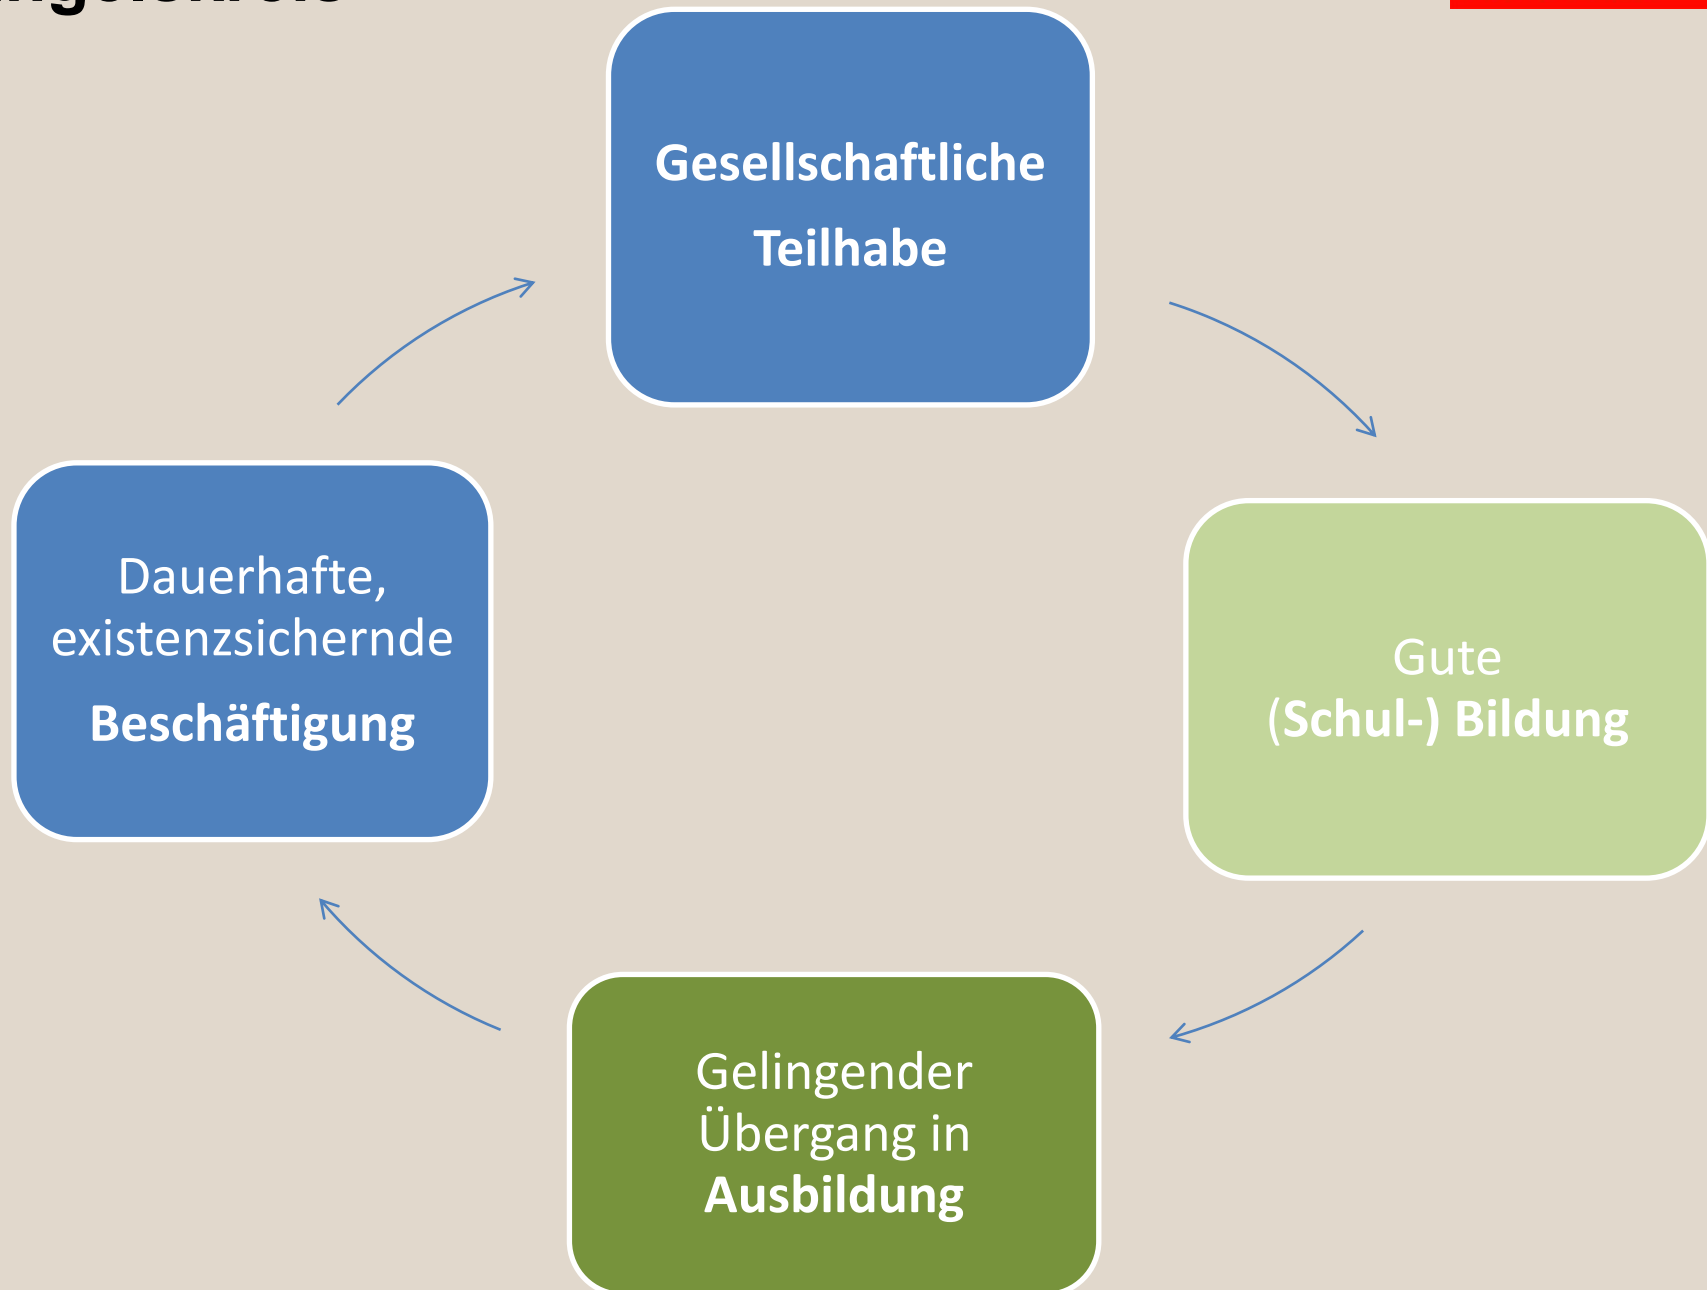 Gesellschaftliche
Teilhabe
Dauerhafte,
existenzsichernde
Beschäftigung
Gute
(Schul-) Bildung
Gelingender
Übergang in
Ausbildung